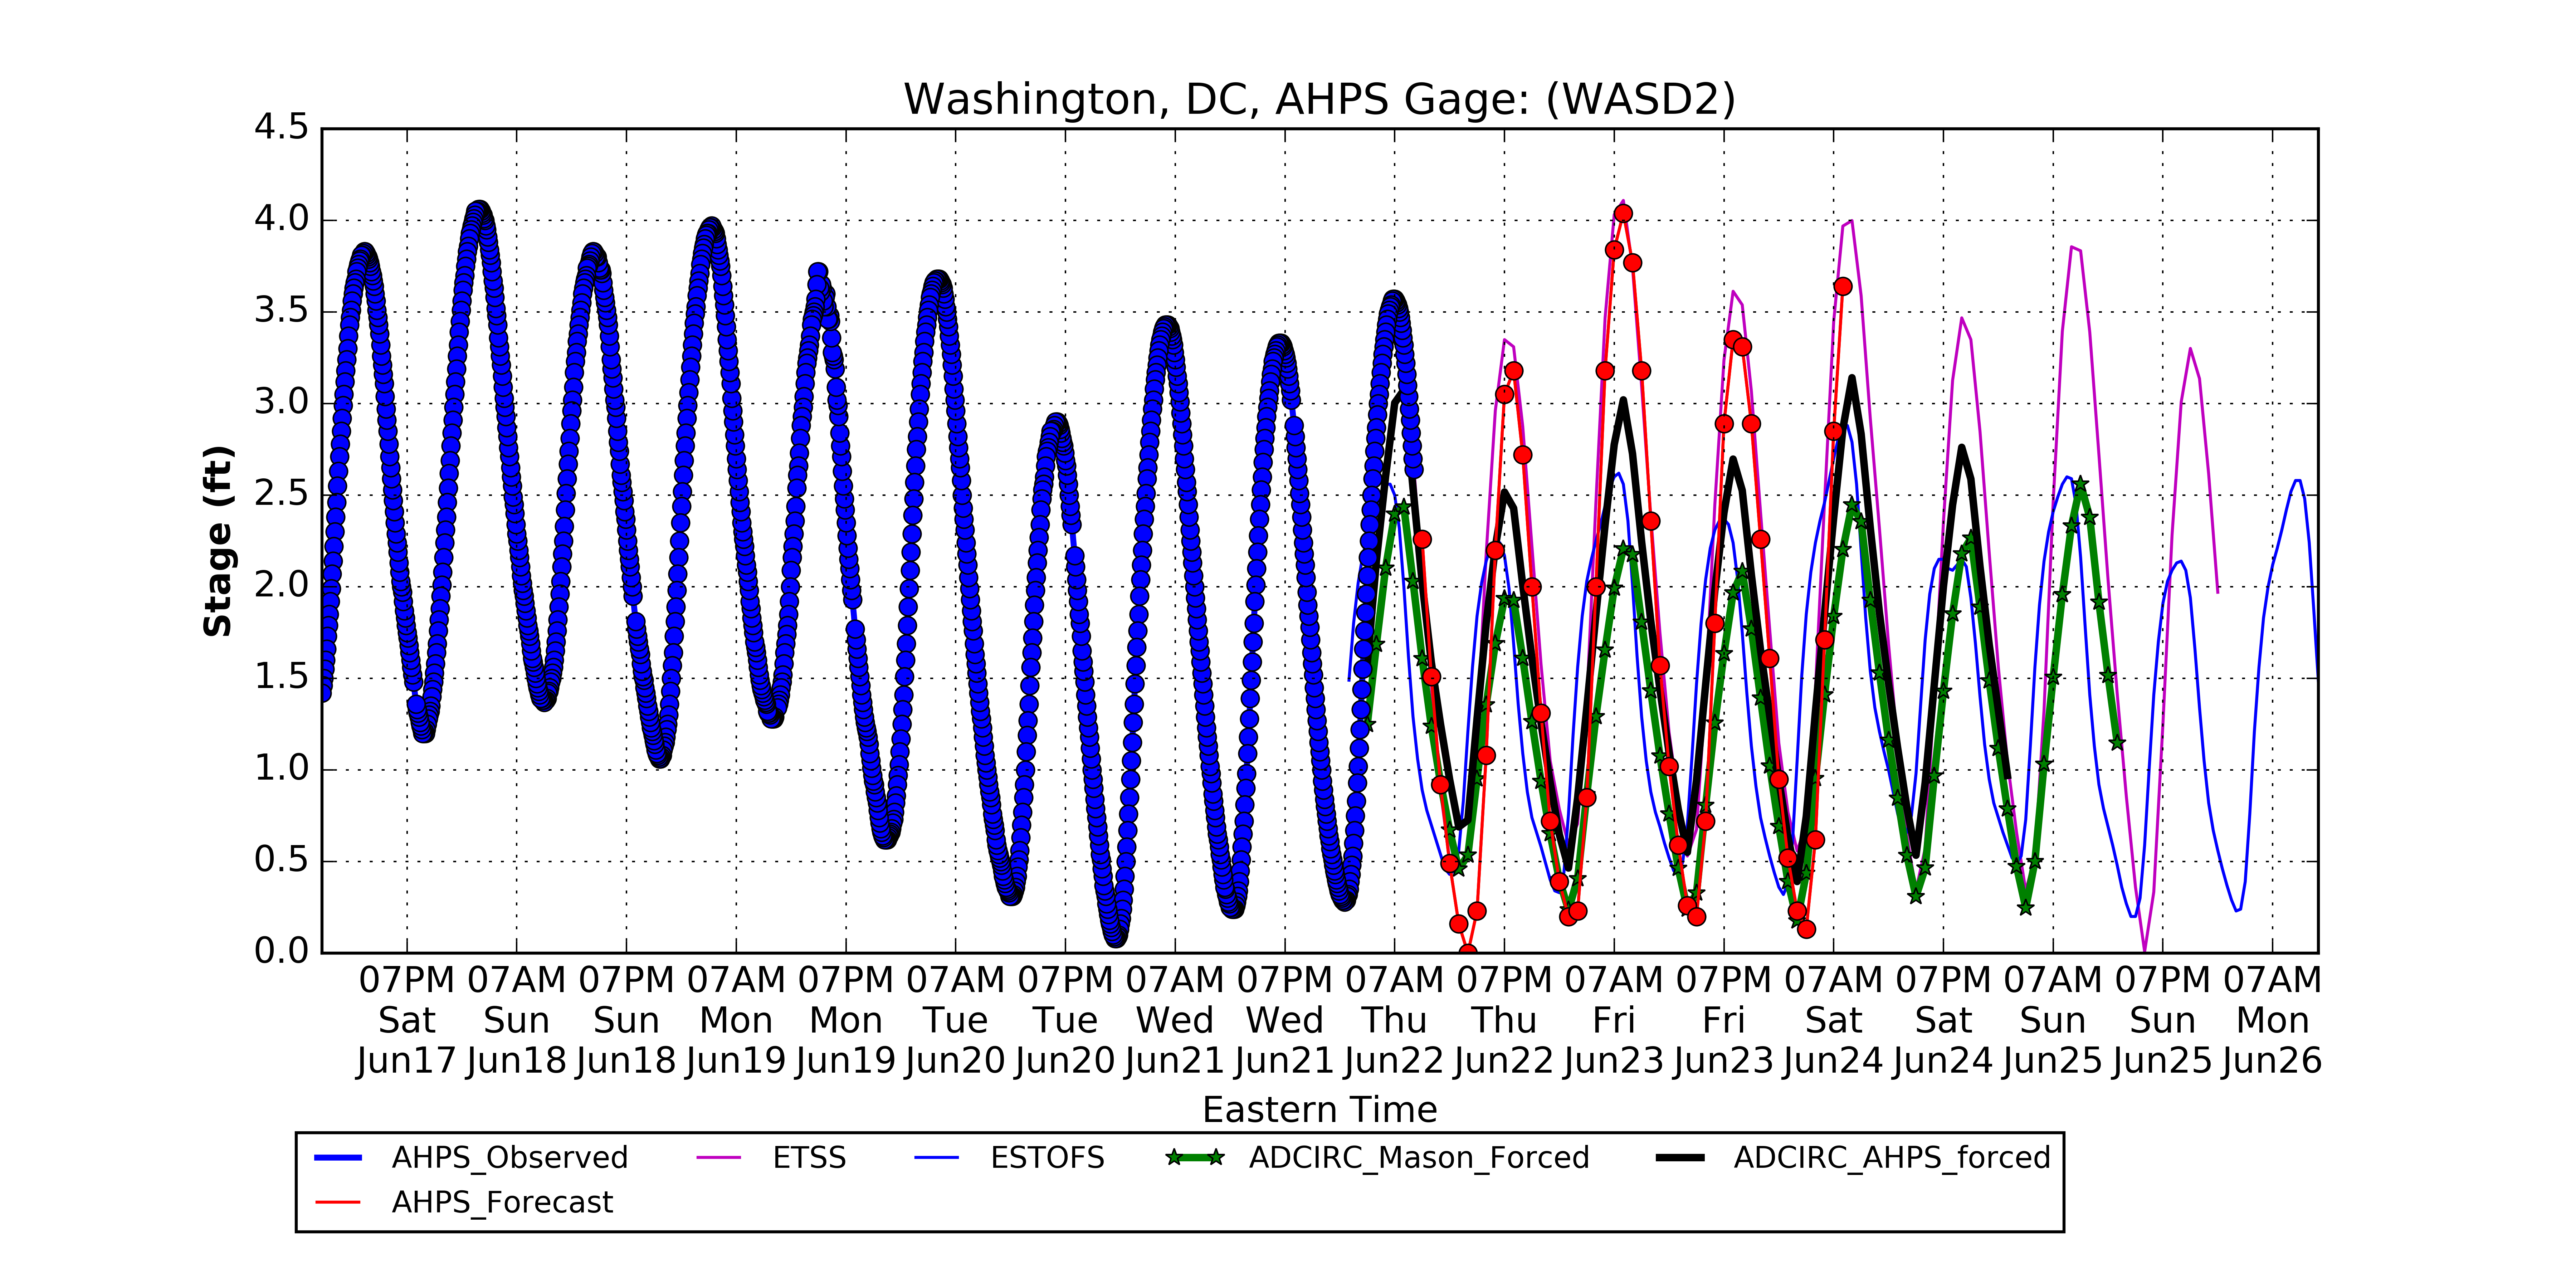 Washington, DC, AHPS Gage: (WASD2)
4.5
4.0
3.5
3.0
2.5
2.0
1.5
1.0
0.5
0.0
Stage (ft)
07PM 07AM 07PM 07AM 07PM 07AM 07PM 07AM 07PM 07AM 07PM 07AM 07PM 07AM 07PM 07AM 07PM 07AM
Sat Sun Sun Mon Mon Tue Tue Wed Wed Thu Thu Fri Fri Sat Sat Sun Sun Mon
Jun17 Jun18 Jun18 Jun19 Jun19 Jun20 Jun20 Jun21 Jun21 Jun22 Jun22 Jun23 Jun23 Jun24 Jun24 Jun25 Jun25 Jun26
Eastern Time
AHPS_Observed ETSS ESTOFS ADCIRC_Mason_Forced ADCIRC_AHPS_forced
AHPS_Forecast